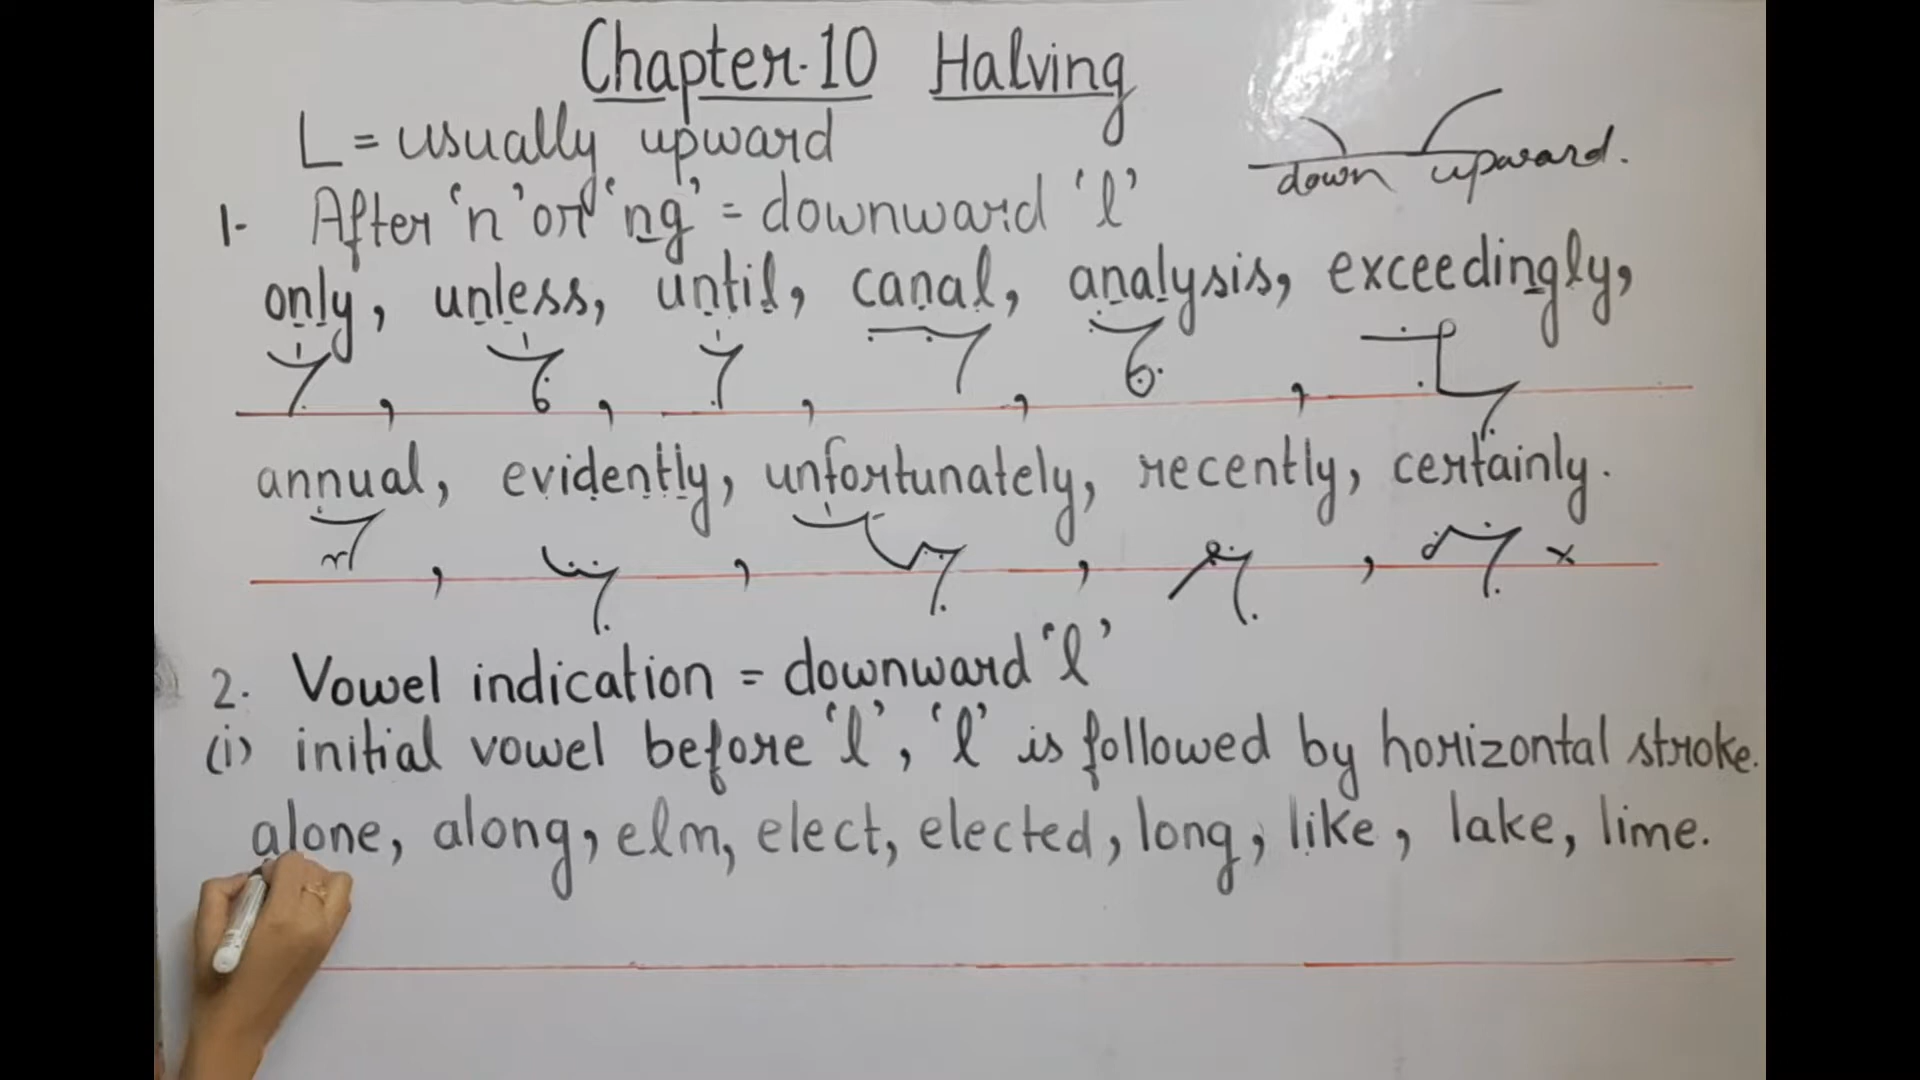 Chapter-10 Halving
L = usually upward
down upward.
1- After 'n' or 'ng' = downward 'l'
only, unless, until, canal, analysis, exceedingly,
annual, evidently, unfortunately, recently, certainly.
2. Vowel indication = downward 'l'
(i) initial vowel before 'l', 'l' is followed by horizontal stroke.
alone, along, elm, elect, elected, long, like, lake, lime.